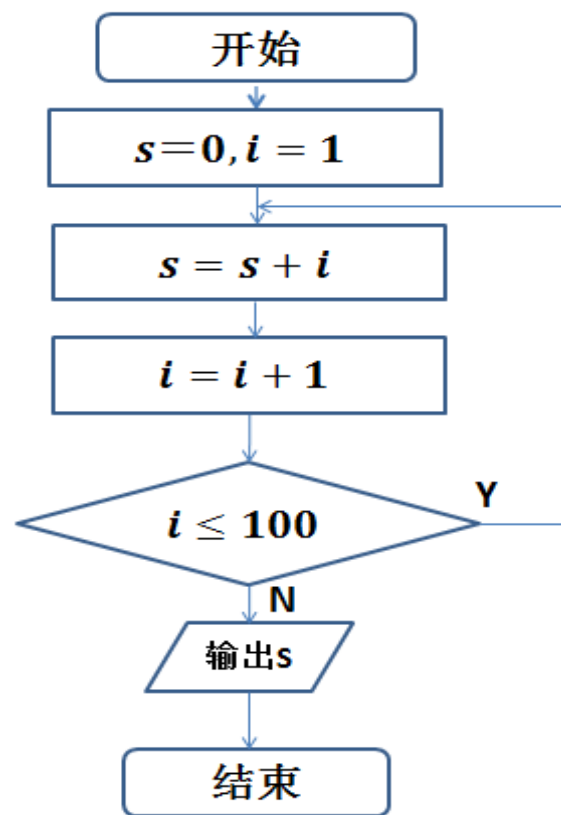 开始
s=0,i = 1
s = s + i
i = i + 1
i ≤ 100
Y
N
输出s
结束